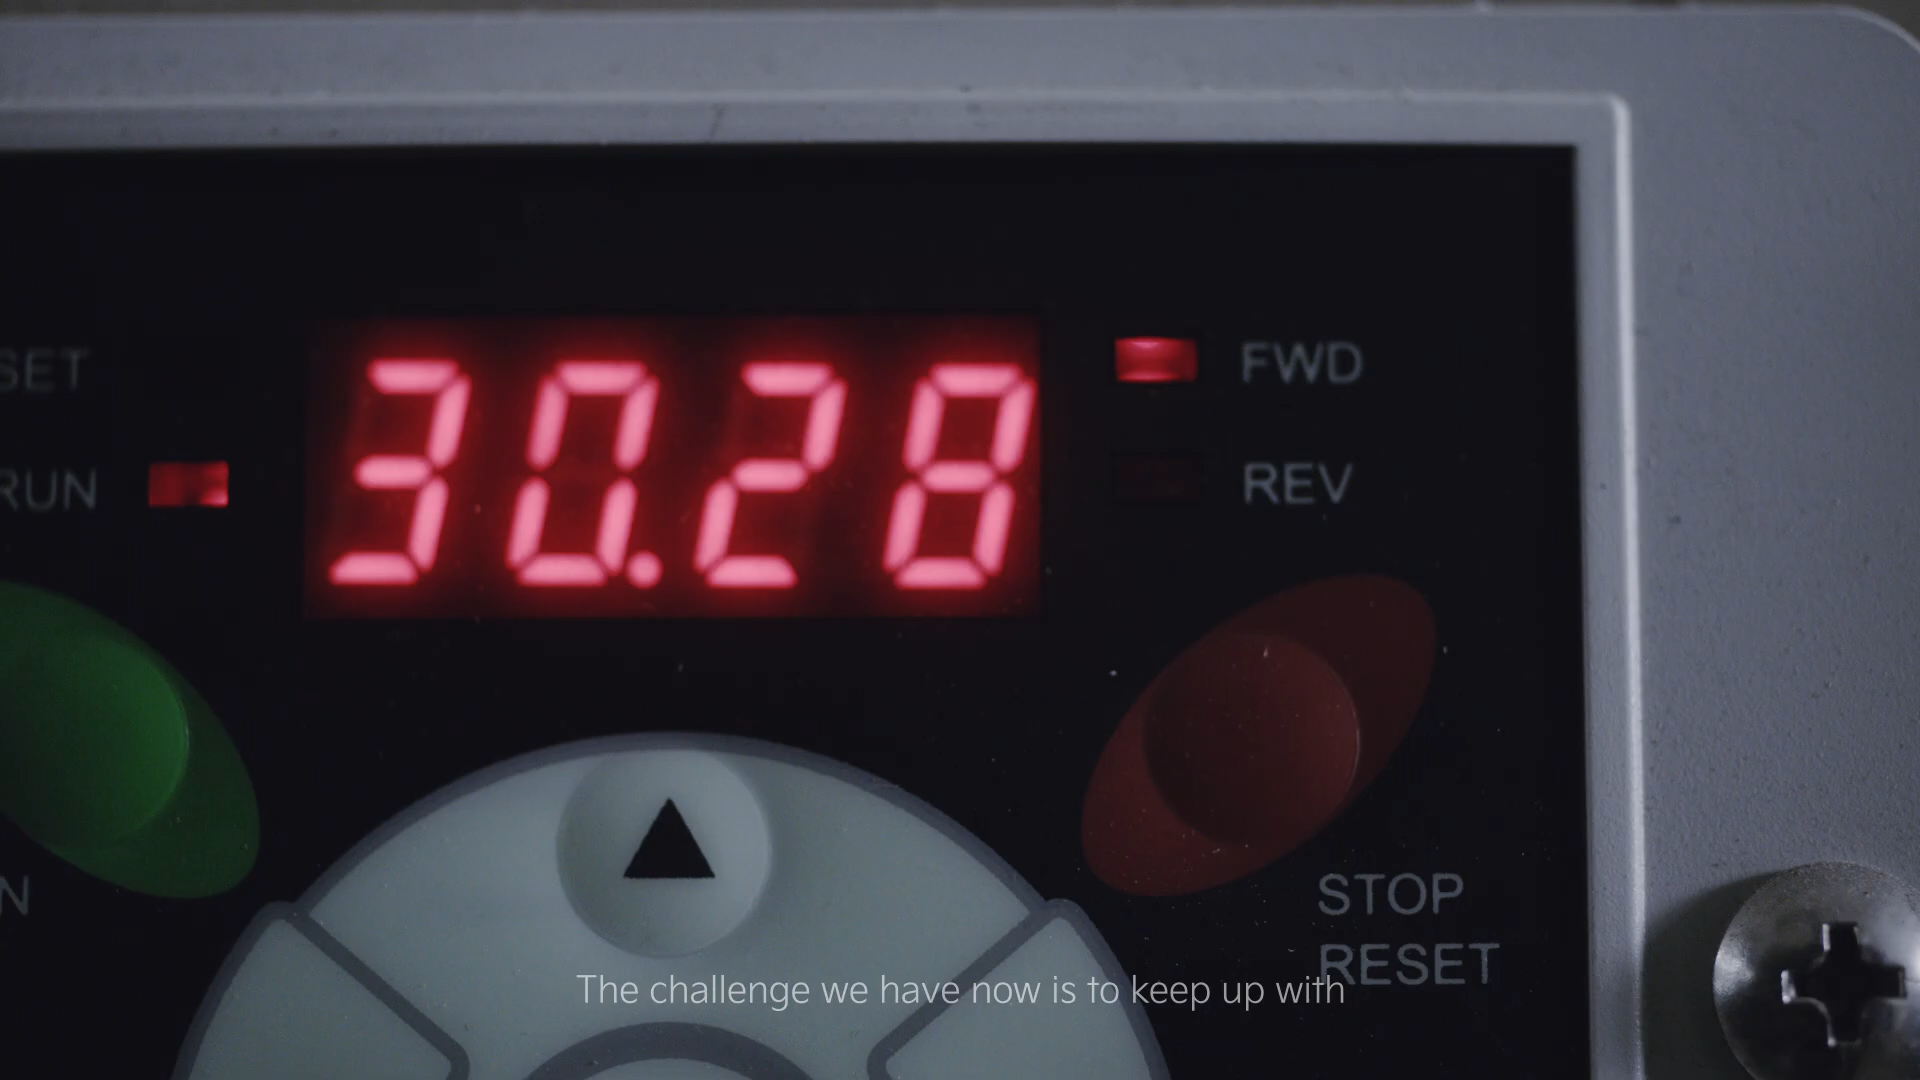 SET
30.28
FWD
RUN
REV
N
STOP
RESET
The challenge we have now is to keep up with